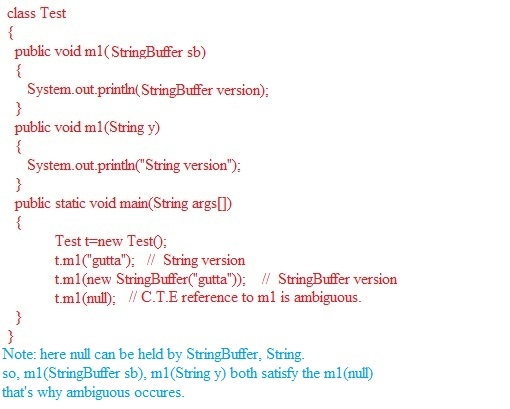 class Test
{
public void m1(StringBuffer sb)
{
System.out.println(StringBuffer version);
}
public void m1(String y)
{
System.out.println("String version");
}
public static void main(String args[])
{
Test t=new Test();
t.m1("gutta"); // String version
t.m1(new StringBuffer("gutta")); // StringBuffer version
t.m1(null); // C.T.E reference to m1 is ambiguous.
}
}
Note: here null can be held by StringBuffer, String.
so, m1(StringBuffer sb), m1(String y) both satisfy the m1(null)
that's why ambiguous occures.